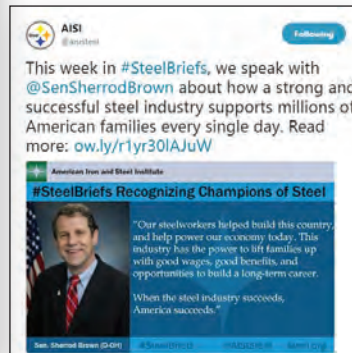 AISI
@aisisteel
Following
This week in #SteelBriefs, we speak with
@SenSherrodBrown about how a strong and
successful steel industry supports millions of
American families every single day. Read
more: ow.ly/r1yr30lAJuW
American Iron and Steel Institute
#SteelBriefs Recognizing Champions of Steel
"Our steelworkers helped build this country,
and help power our economy today. This
industry has the power to lift families up
with good wages, good benefits, and
opportunities to build a long-term career.
When the steel industry succeeds,
America succeeds."
Sen. Sherrod Brown (D-OH)